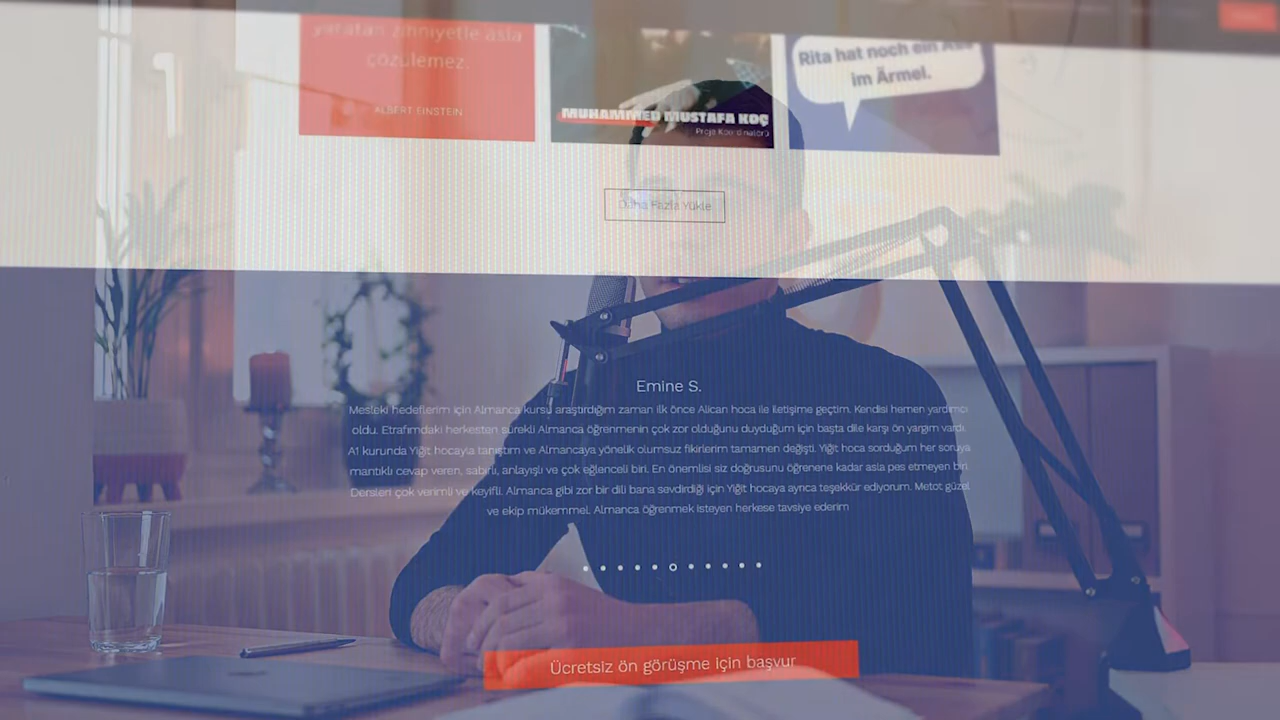 yaratan zihniyetle asla
çözülemez.
ALBERT EINSTEIN
MUHAMMED MUSTAFA KOÇ
Proje Koordinatörü
Rita hat noch ein Ass
im Ärmel.
Daha Fazla Yükle
Emine S.
Mesleki hedeflerim için Almanca kursu araştırdığım zaman ilk önce Alican hoca ile iletişime geçtim. Kendisi hemen yardımcı
oldu. Etrafımdaki herkesten sürekli Almanca öğrenmenin çok zor olduğunu duyduğum için başta dile karşı ön yargım vardı.
A1 kurunda Yiğit hocayla tanıştım ve Almancaya yönelik olumsuz fikirlerim tamamen değişti. Yiğit hoca sorduğum her soruya
mantıklı cevap veren, sabırlı, anlayışlı ve çok eğlenceli biri. En önemlisi siz doğrusunu öğrenene kadar asla pes etmeyen biri.
Dersleri çok verimli ve keyifli. Almanca gibi zor bir dili bana sevdirdiği için Yiğit hocaya ayrıca teşekkür ediyorum. Metot güzel
ve ekip mükemmel. Almanca öğrenmek isteyen herkese tavsiye ederim
Ücretsiz ön görüşme için başvur